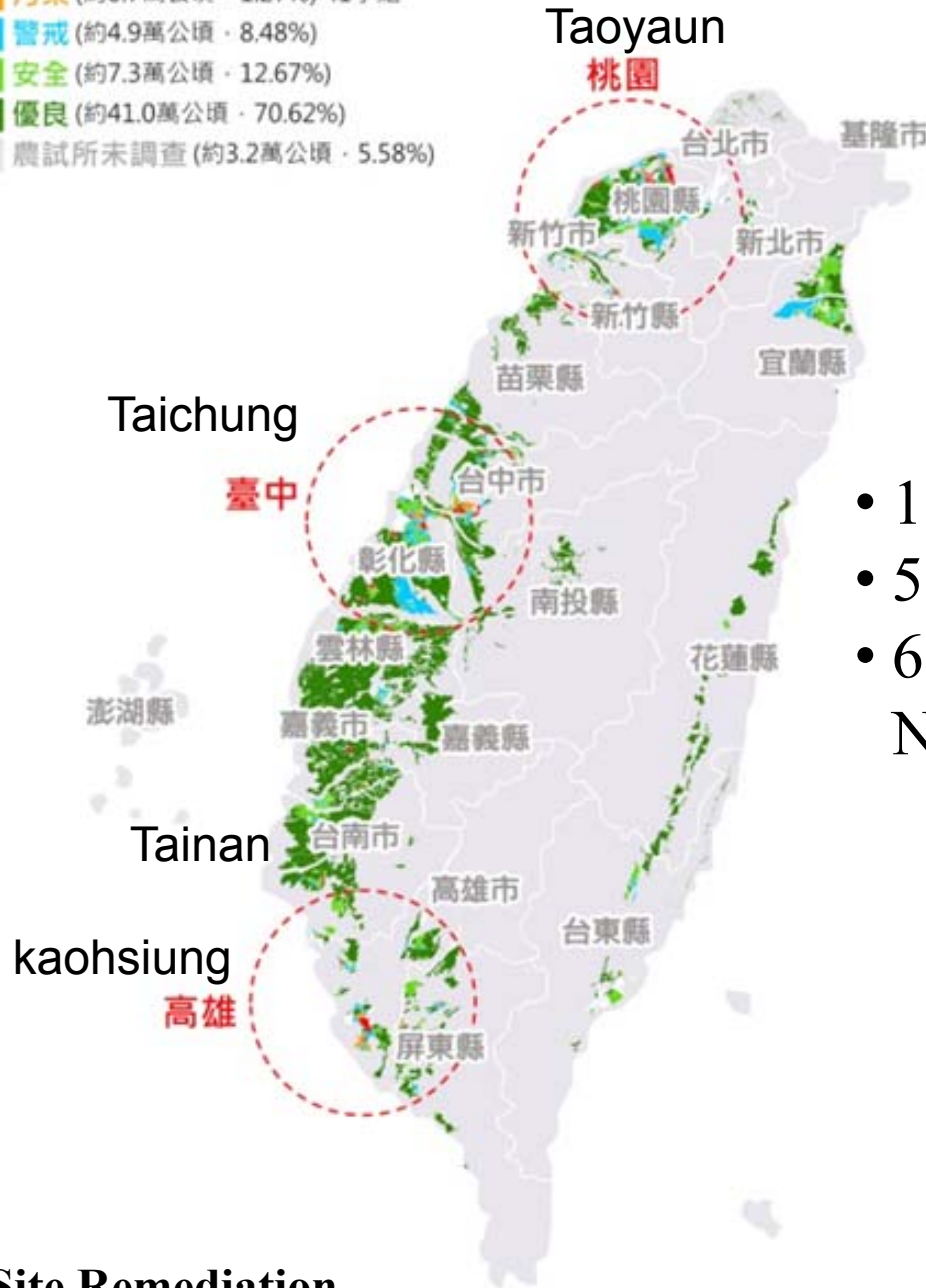 警戒 (約4.9萬公頃．8.48%)
安全 (約7.3萬公頃．12.67%)
優良 (約41.0萬公頃．70.62%)
農試所未調查 (約3.2萬公頃．5.58%)
Taoyaun
桃園
台北市
基隆市
桃園縣
新竹市
新北市
新竹縣
宜蘭縣
苗栗縣
Taichung
臺中
台中市
• 1
彰化縣
• 5
南投縣
• 6
雲林縣
花蓮縣
澎湖縣
嘉義市
嘉義縣
N
Tainan
台南市
高雄市
台東縣
kaohsiung
高雄
屏東縣
Site Remediation